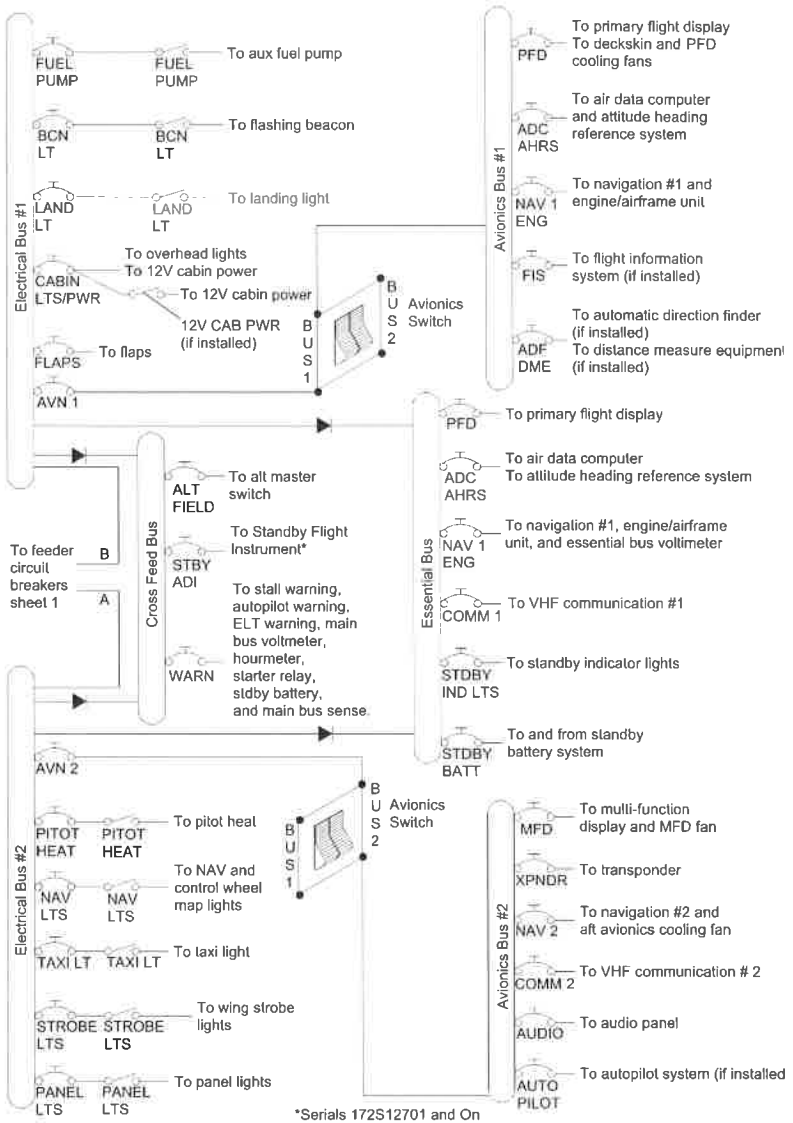 Electrical Bus #1
FUEL
PUMP
FUEL
PUMP
To aux fuel pump
BCN
LT
BCN
LT
To flashing beacon
LAND
LT
LAND
LT
To landing light
CABIN
LTS/PWR
To overhead lights
To 12V cabin power
To 12V cabin power
12V CAB PWR
(if installed)
FLAPS
To flaps
AVN 1
BUS 1
BUS 2
Avionics
Switch
Avionics Bus #1
PFD
To primary flight display
To deckskin and PFD
cooling fans
ADC
AHRS
To air data computer
and attitude heading
reference system
NAV 1
ENG
To navigation #1 and
engine/airframe unit
FIS
To flight information
system (if installed)
ADF
DME
To automatic direction finder
(if installed)
To distance measure equipment
(if installed)
To feeder
circuit
breakers
sheet 1
B
A
Cross Feed Bus
ALT
FIELD
To alt master
switch
STBY
ADI
To Standby Flight
Instrument*
WARN
To stall warning,
autopilot warning,
ELT warning, main
bus voltmeter,
hourmeter,
starter relay,
stdby battery,
and main bus sense.
Essential Bus
PFD
To primary flight display
ADC
AHRS
To air data computer
To attitude heading reference system
NAV 1
ENG
To navigation #1, engine/airframe
unit, and essential bus voltimeter
COMM 1
To VHF communication #1
STDBY
IND LTS
To standby indicator lights
STDBY
BATT
To and from standby
battery system
Electrical Bus #2
AVN 2
BUS 1
BUS 2
Avionics
Switch
PITOT
HEAT
PITOT
HEAT
To pitot heat
NAV
LTS
NAV
LTS
To NAV and
control wheel
map lights
TAXI LT
TAXI LT
To taxi light
STROBE
LTS
STROBE
LTS
To wing strobe
lights
PANEL
LTS
PANEL
LTS
To panel lights
Avionics Bus #2
MFD
To multi-function
display and MFD fan
XPNDR
To transponder
NAV 2
To navigation #2 and
aft avionics cooling fan
COMM 2
To VHF communication # 2
AUDIO
To audio panel
AUTO
PILOT
To autopilot system (if installed
*Serials 172S12701 and On